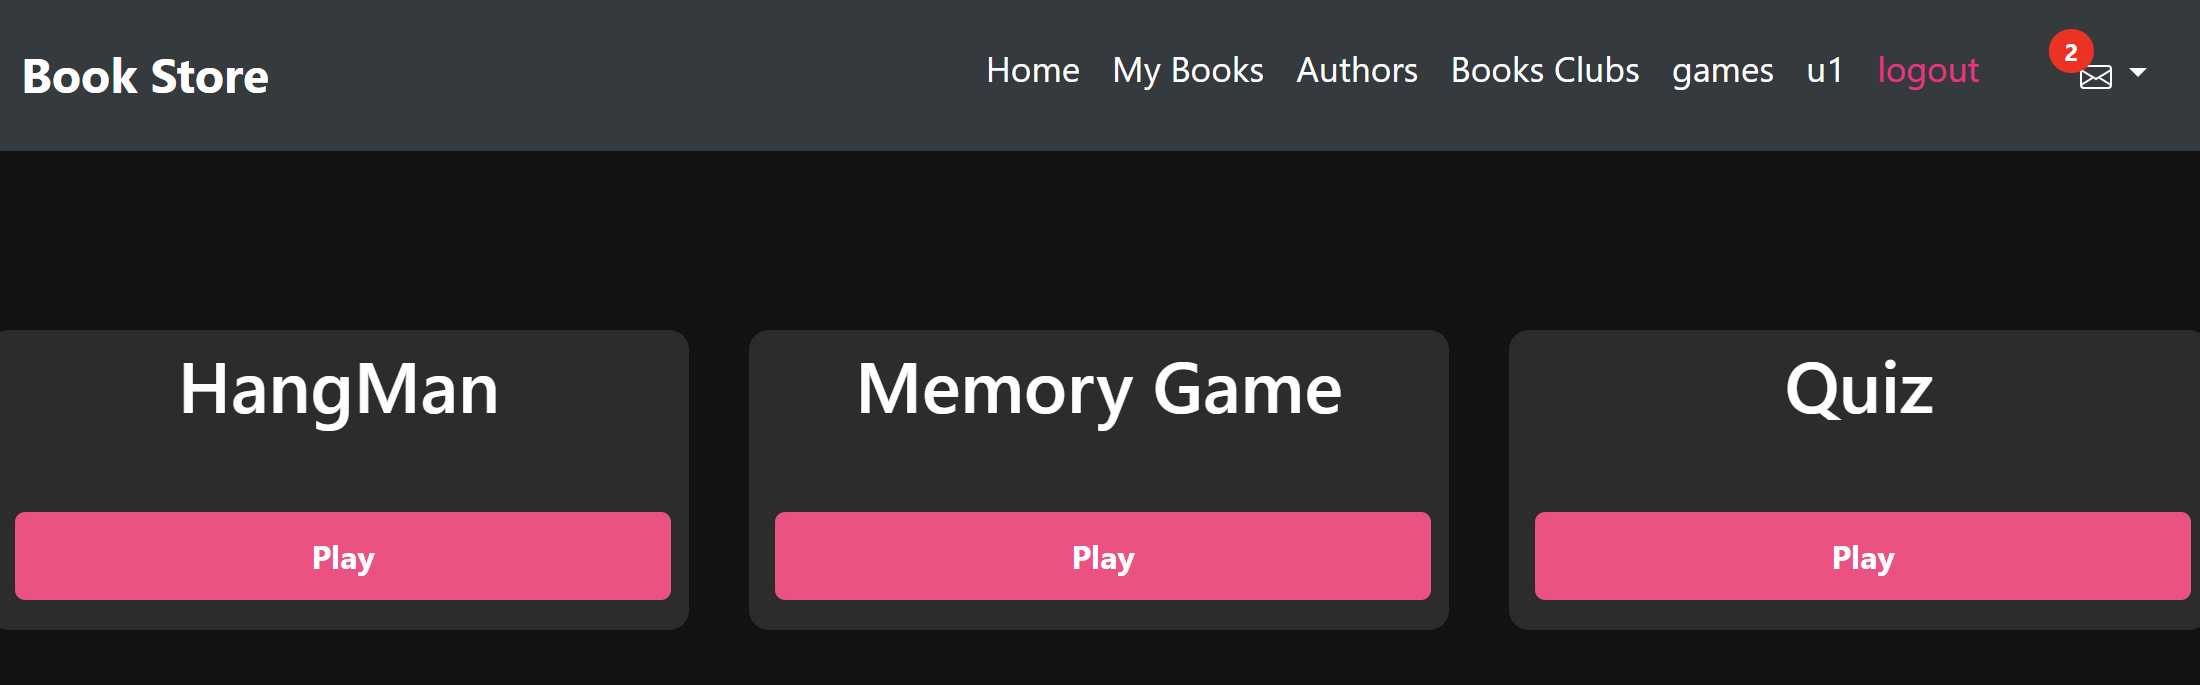 Book Store Home My Books Authors Books Clubs games u1 logout 2
HangMan Memory Game Quiz
Play Play Play